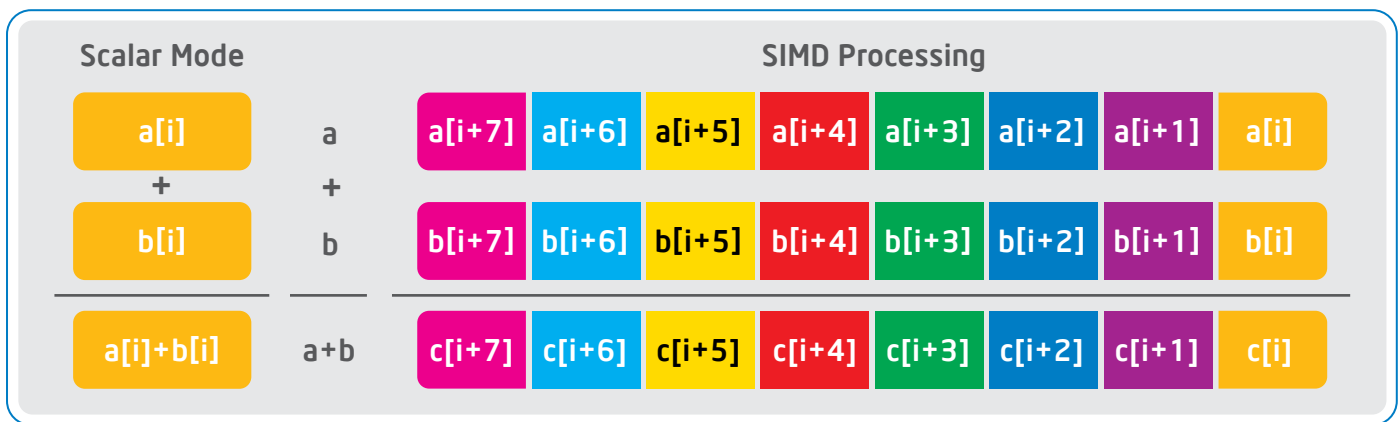 Scalar Mode SIMD Processing
a[i] a a[i+7] a[i+6] a[i+5] a[i+4] a[i+3] a[i+2] a[i+1] a[i]
+ +
b[i] b b[i+7] b[i+6] b[i+5] b[i+4] b[i+3] b[i+2] b[i+1] b[i]
a[i]+b[i] a+b c[i+7] c[i+6] c[i+5] c[i+4] c[i+3] c[i+2] c[i+1] c[i]